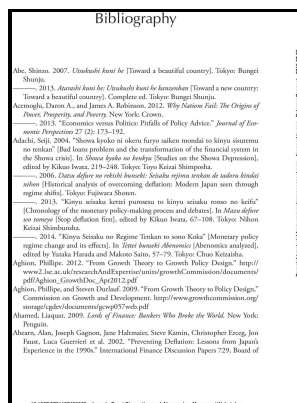 Bibliography
Abe, Shinzo. 2007. Utsukushi kuni he [Toward a beautiful country]. Tokyo: Bungei
Shunju.
———. 2013. Atarashi kuni he: Utsukushi kuni he kanzenban [Toward a new country:
Toward a beautiful country]. Complete ed. Tokyo: Bungei Shunju.
Acemoglu, Daron A., and James A. Robinson. 2012. Why Nations Fail: The Origins of
Power, Prosperity, and Poverty. New York: Crown.
———. 2013. “Economics versus Politics: Pitfalls of Policy Advice.” Journal of Eco-
nomic Perspectives 27 (2): 173–192.
Adachi, Seiji. 2004. “Showa kyoko ni okeru furyo saiken mondai to kinyu sisutemu
no tenkan” [Bad loans problem and the transformation of the financial system in
the Showa crisis]. In Showa kyoko no kenkyu [Studies on the Showa Depression],
edited by Kikuo Iwata, 219–248. Tokyo: Toyo Keizai Shimposha.
———. 2006. Datsu defure no rekishi bunseki: Seisaku rejimu tenkan de tadoru kindai
nihon [Historical analysis of overcoming deflation: Modern Japan seen through
regime shifts]. Tokyo: Fujiwara Shoten.
———. 2013. “Kinyu seisaku kettei purosesu to kinyu seisaku ronso no keifu”
[Chronology of the monetary policy-making process and debates]. In Mazu defure
wo tomeyo [Stop deflation first], edited by Kikuo Iwata, 67–108. Tokyo: Nihon
Keizai Shimbunsha.
———. 2014. “Kinyu Seisaku no Regime Tenkan to sono Koka” [Monetary policy
regime change and its effects]. In Tettei bunseki Abenomics [Abenomics analyzed],
edited by Yutaka Harada and Makoto Saito, 57–79. Tokyo: Chuo Keizaisha.
Aghion, Phillipe. 2012. “From Growth Theory to Growth Policy Design.” http://
www2.lse.ac.uk/researchAndExpertise/units/growthCommission/documents/
pdf/Aghion_GrowthDoc_Apr2012.pdf
Aghion, Phillipe, and Steven Durlauf. 2009. “From Growth Theory to Policy Design.”
Commission on Growth and Development. http://www.growthcommission.org/
storage/cgdev/documents/gcwp057web.pdf
Ahamed, Liaquat. 2009. Lords of Finance: Bankers Who Broke the World. New York:
Penguin.
Ahearn, Alan, Joseph Gagnon, Jane Haltmaier, Steve Kamin, Christopher Erceg, Jon
Faust, Luca Guerrieri et al. 2002. “Preventing Deflation: Lessons from Japan’s
Experience in the 1990s.” International Finance Discussion Papers 729, Board of